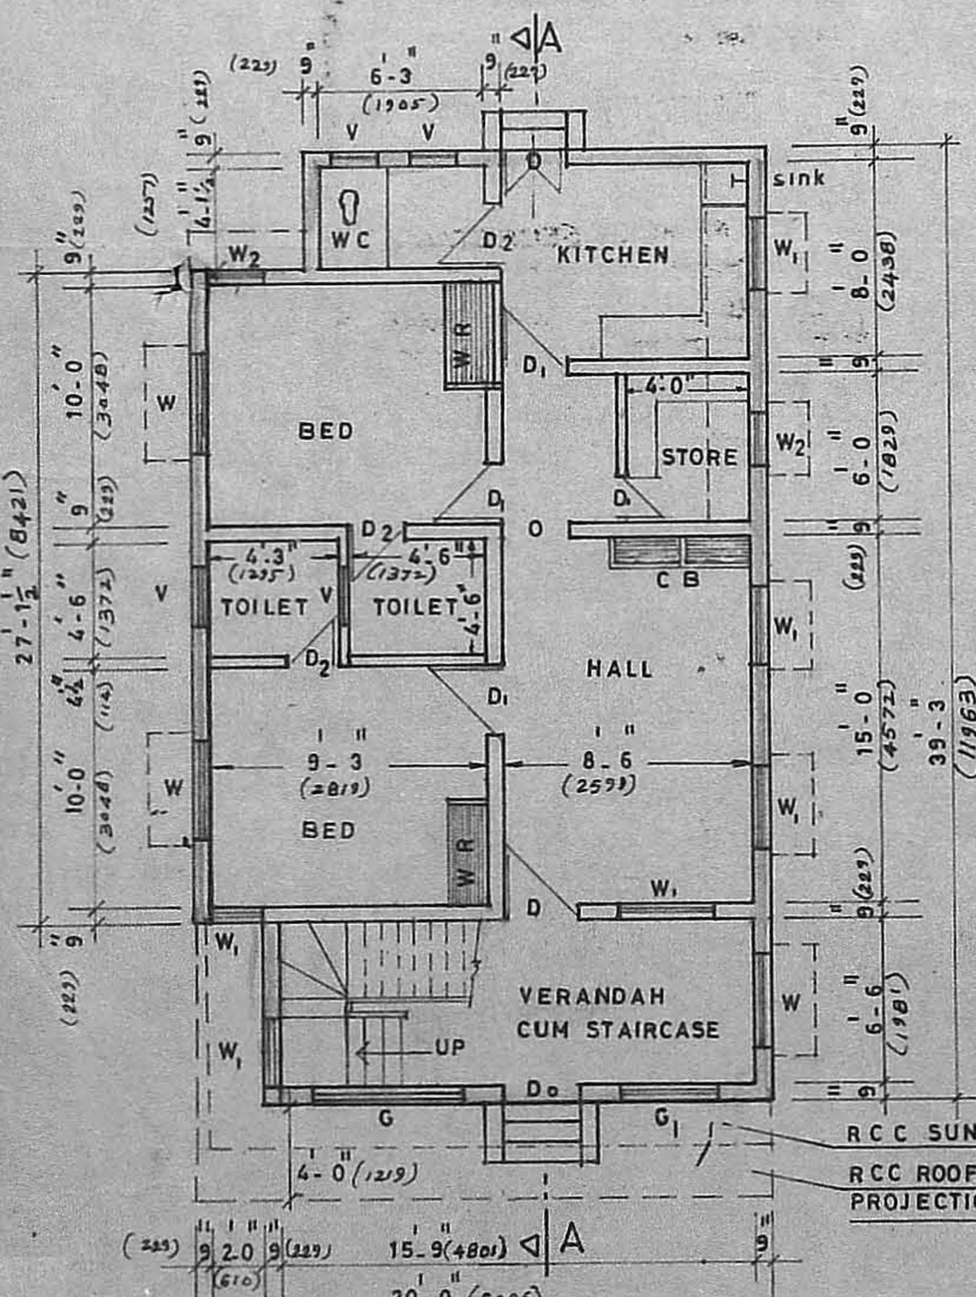 A
(229) 9" 6'-3" 9" (229)
(1905)
V V
9" (229)
4'-1½" (1257)
9" (229)
9" (229)
sink
D
W2
WC
D2
KITCHEN
W1
8'-0" (2438)
WR
D1
9"
4'-0"
W
10'-0" (3048)
BED
STORE
W2
6'-0" (1829)
D1
D
9" (229)
D2
O
9" (229)
4'-3" (1295)
4'-6" (1372)
C B
27'-1½" (8421)
V
4'-6" (1372)
TOILET
V
TOILET
4'-6"
W1
D2
HALL
4½" (114)
D1
15'-0" (4572)
39'-3" (11963)
9'-3" (2819)
8'-6"
W
10'-0" (3048)
BED
WR
W1
W1
D
9" (229)
9" (229)
W1
VERANDAH
CUM STAIRCASE
W
6'-6" (1981)
W1
UP
Do
9"
G
G1
RCC SUN
4'-0" (1219)
RCC ROOF
PROJECTIO
(229) 9" 2'-0" 9" (229) 15'-9" (4801) A 9"
(610)